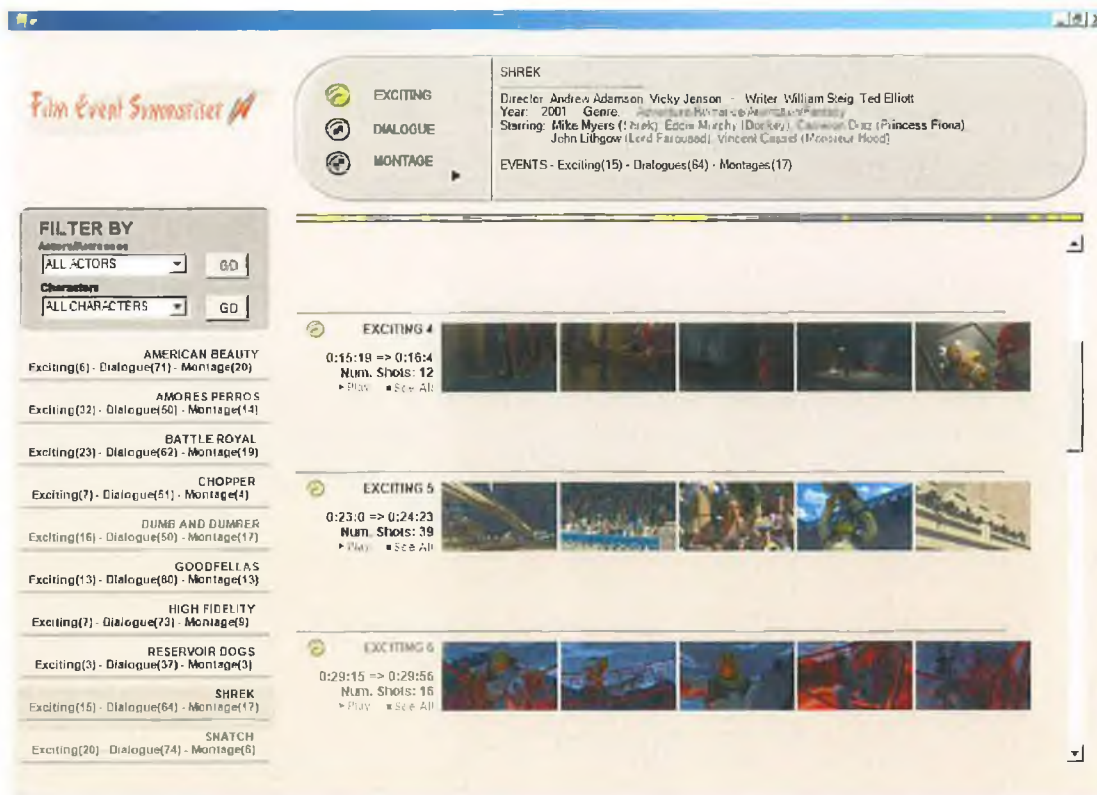 Film Event Summariser
EXCITING
DIALOGUE
MONTAGE
SHREK
Director Andrew Adamson, Vicky Jenson - Writer William Steig, Ted Elliott
Year: 2001 Genre: Adventure/Romance/Animation/Fantasy
Starring: Mike Myers (Shrek), Eddie Murphy (Donkey), Cameron Diaz (Princess Fiona)
John Lithgow (Lord Farquaad), Vincent Cassel (Monsieur Hood)
EVENTS - Exciting(15) - Dialogues(64) - Montages(17)
FILTER BY
Actors/Actresses
ALL ACTORS
GO
Characters
ALL CHARACTERS
GO
AMERICAN BEAUTY
Exciting(6) - Dialogue(71) - Montage(20)
AMORES PERROS
Exciting(32) - Dialogue(50) - Montage(14)
BATTLE ROYAL
Exciting(23) - Dialogue(62) - Montage(19)
CHOPPER
Exciting(7) - Dialogue(51) - Montage(4)
DUMB AND DUMBER
Exciting(16) - Dialogue(50) - Montage(17)
GOODFELLAS
Exciting(13) - Dialogue(80) - Montage(13)
HIGH FIDELITY
Exciting(7) - Dialogue(73) - Montage(9)
RESERVOIR DOGS
Exciting(3) - Dialogue(37) - Montage(3)
SHREK
Exciting(15) - Dialogue(64) - Montage(17)
SNATCH
Exciting(20) - Dialogue(74) - Montage(6)
EXCITING 4
0:15:19 => 0:16:4
Num. Shots: 12
Play See All
EXCITING 5
0:23:0 => 0:24:23
Num. Shots: 39
Play See All
EXCITING 6
0:29:15 => 0:29:56
Num. Shots: 16
Play See All